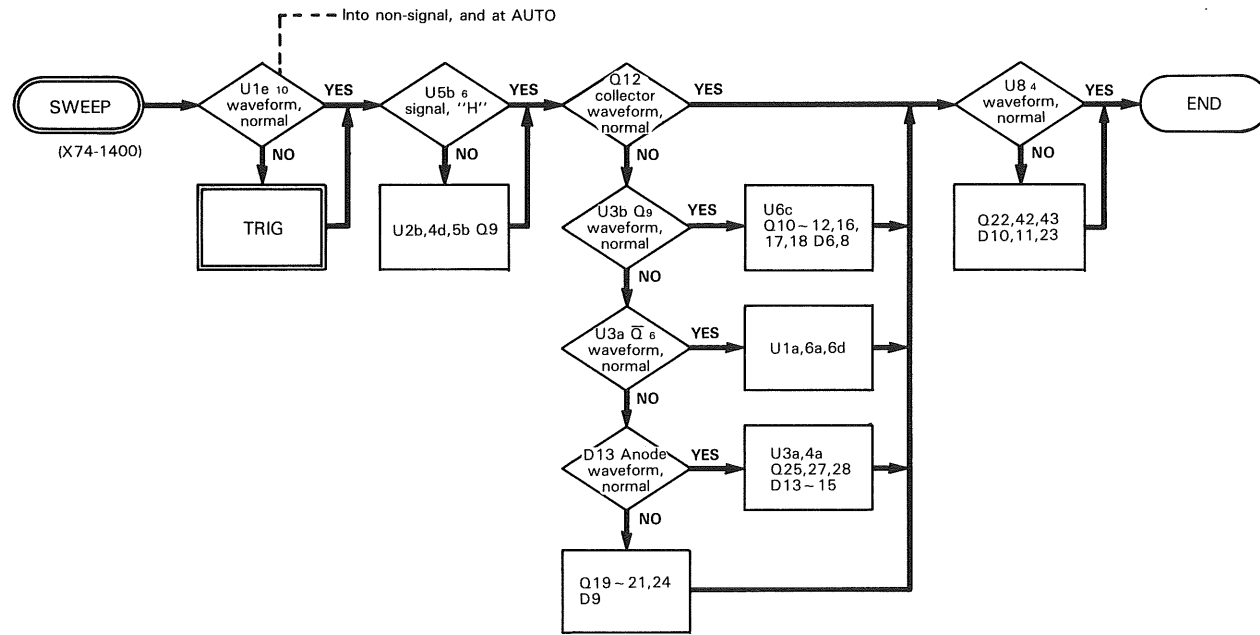 Into non-signal, and at AUTO
SWEEP
(X74-1400)
U1e 10
waveform,
normal
YES
NO
TRIG
U5b 6
signal, "H"
YES
NO
U2b,4d,5b Q9
Q12
collector
waveform,
normal
YES
NO
U3b Q9
waveform,
normal
YES
U6c
Q10~12,16,
17,18 D6,8
NO
U3a Q̅ 6
waveform,
normal
YES
U1a,6a,6d
NO
D13 Anode
waveform,
normal
YES
U3a,4a
Q25,27,28
D13~15
NO
Q19~21,24
D9
U8 4
waveform,
normal
YES
NO
Q22,42,43
D10,11,23
END